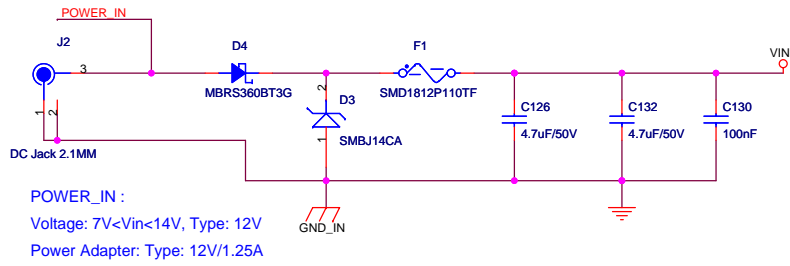 POWER_IN
J2
3
1
2
DC Jack 2.1MM
D4
MBRS360BT3G
2
D3
1
SMBJ14CA
F1
SMD1812P110TF
C126
4.7uF/50V
C132
4.7uF/50V
C130
100nF
VIN
GND_IN
POWER_IN :
Voltage: 7V<Vin<14V, Type: 12V
Power Adapter: Type: 12V/1.25A